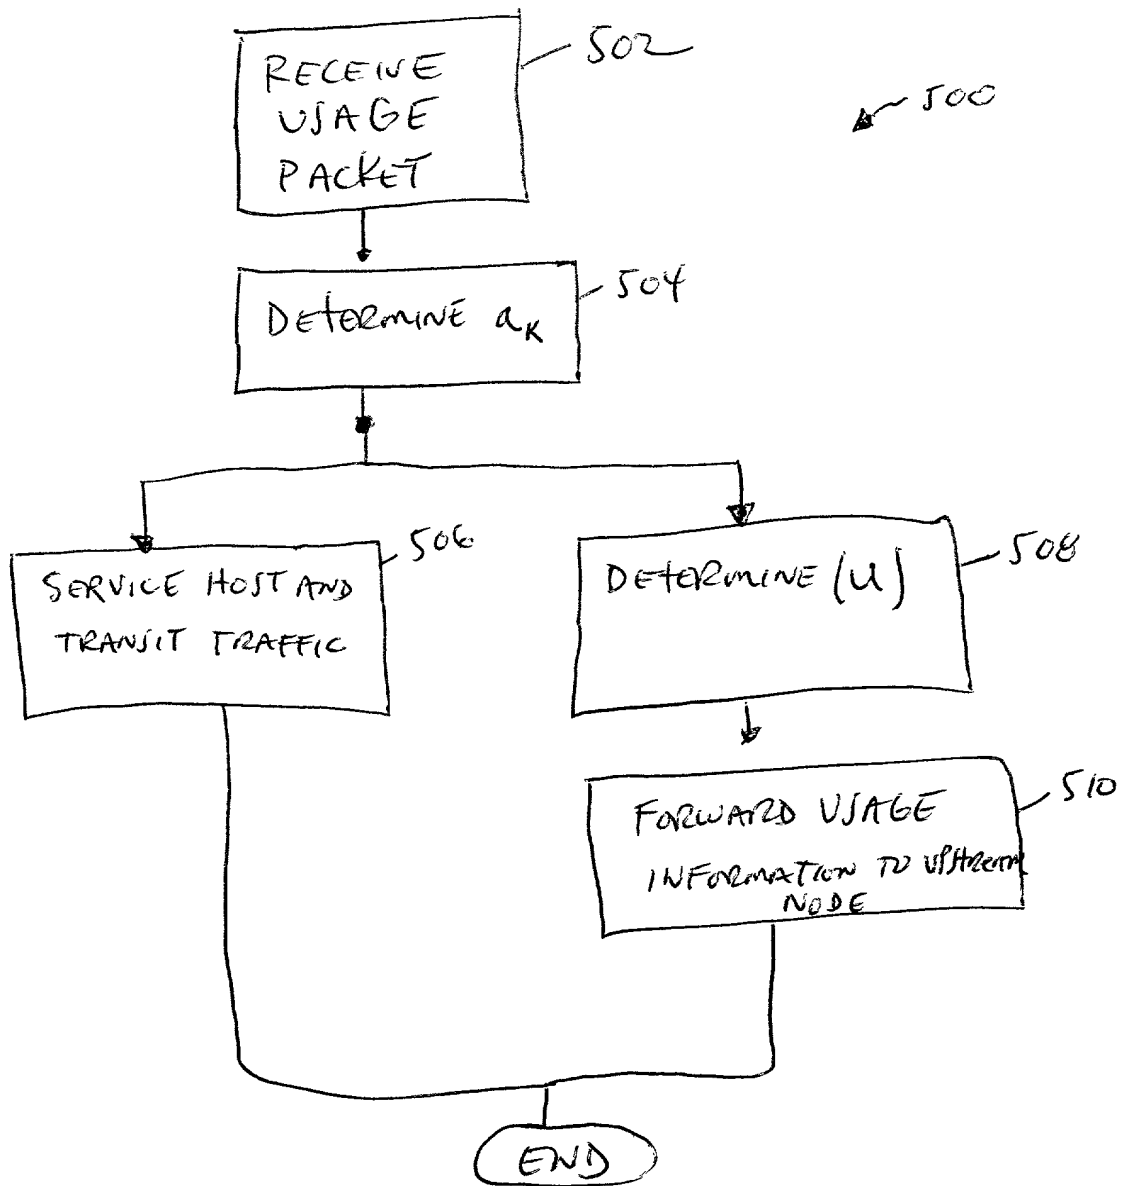 RECEIVE
USAGE
PACKET
502
500
DETERMINE aK
504
SERVICE HOST AND
TRANSIT TRAFFIC
506
DETERMINE (u)
508
FORWARD USAGE
INFORMATION TO UPSTREAM
NODE
510
END